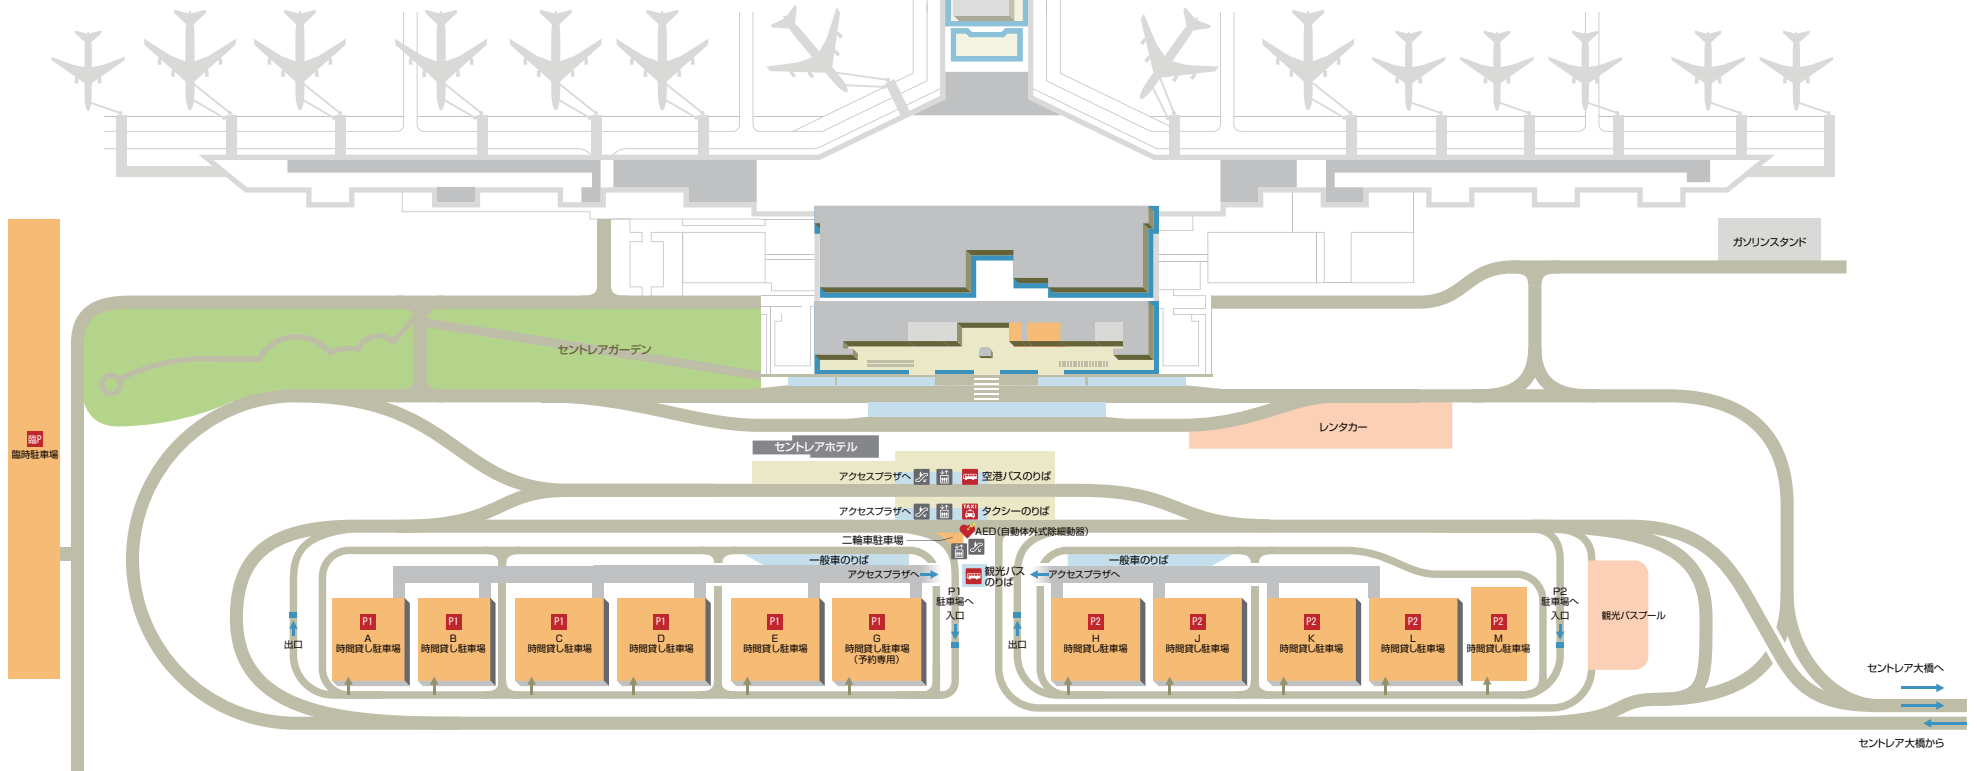 ガソリンスタンド
セントレアガーデン
レンタカー
臨P
臨時駐車場
セントレアホテル
アクセスプラザへ
空港バスのりば
アクセスプラザへ
TAXI
タクシーのりば
AED(自動体外式除細動器)
二輪車駐車場
一般車のりば
一般車のりば
アクセスプラザへ
観光バス
のりば
アクセスプラザへ
P1
駐車場へ
入口
P2
駐車場へ
入口
出口
出口
P1
A
時間貸し駐車場
P1
B
時間貸し駐車場
P1
C
時間貸し駐車場
P1
D
時間貸し駐車場
P1
E
時間貸し駐車場
P1
G
時間貸し駐車場
(予約専用)
P2
H
時間貸し駐車場
P2
J
時間貸し駐車場
P2
K
時間貸し駐車場
P2
L
時間貸し駐車場
P2
M
時間貸し駐車場
観光バスプール
セントレア大橋へ
セントレア大橋から